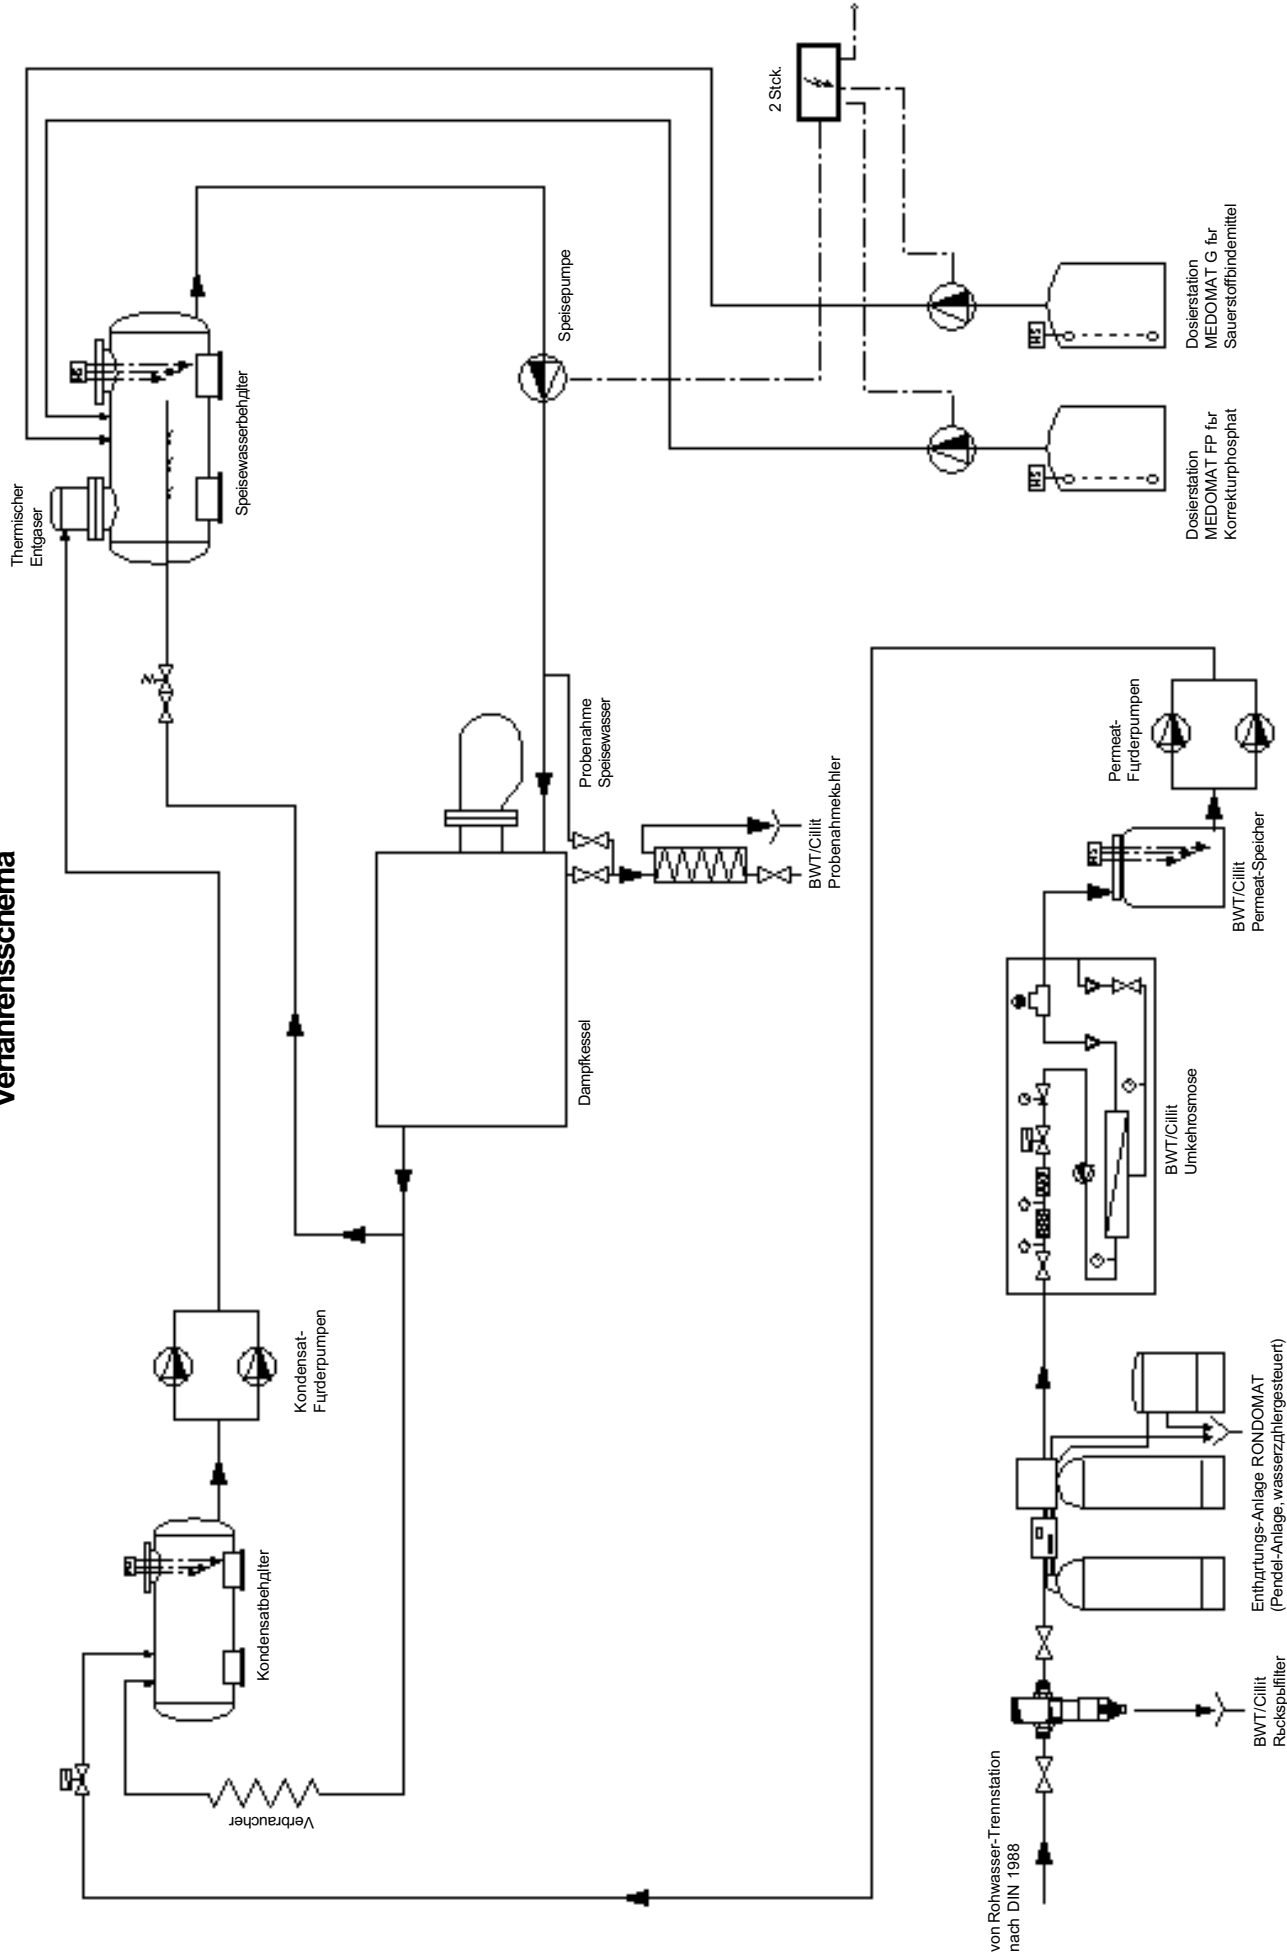 Verfahrensschema
Thermischer
Entgaser
Speisewasserbehдlter
Kondensatbehдlter
Kondensat-
Fцrderpumpen
Verbraucher
Dampfkessel
Speisepumpe
Probenahme
Speisewasser
BWT/Cillit
Probenahmekьhler
2 Stck.
von Rohwasser-Trennstation
nach DIN 1988
BWT/Cillit
Rьckspьlfilter
Enthдrtungs-Anlage RONDOMAT
(Pendel-Anlage, wasserzдhlergesteuert)
BWT/Cillit
Umkehrosmose
BWT/Cillit
Permeat-Speicher
Permeat-
Fцrderpumpen
Dosierstation
MEDOMAT FP fьr
Korrekturphosphat
Dosierstation
MEDOMAT G fьr
Sauerstoffbindemittel